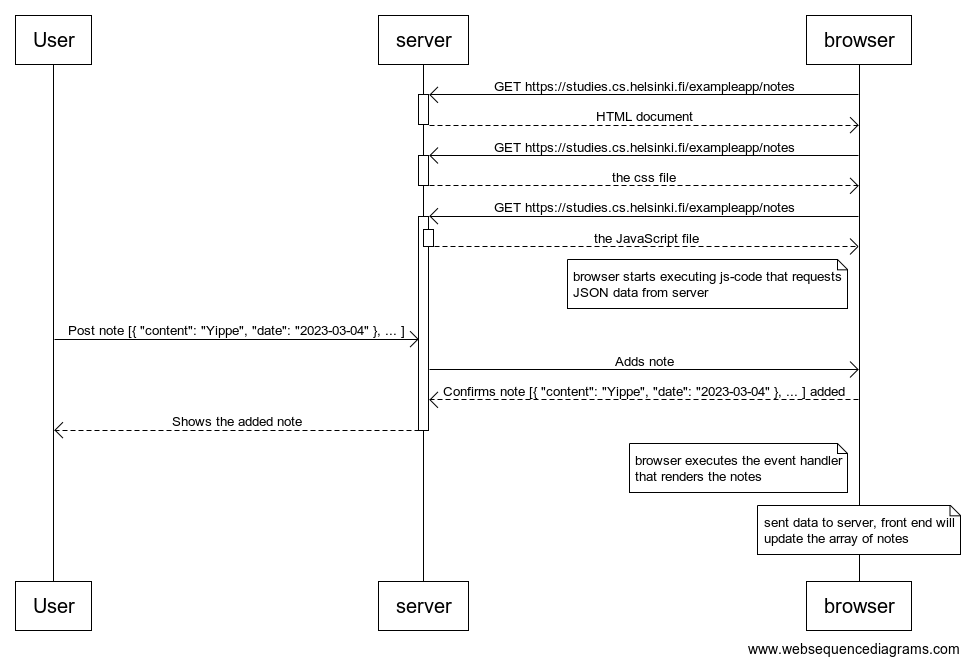 User
server
browser
GET https://studies.cs.helsinki.fi/exampleapp/notes
HTML document
GET https://studies.cs.helsinki.fi/exampleapp/notes
the css file
GET https://studies.cs.helsinki.fi/exampleapp/notes
the JavaScript file
browser starts executing js-code that requests
JSON data from server
Post note [{ "content": "Yippe", "date": "2023-03-04" }, ... ]
Adds note
Confirms note [{ "content": "Yippe", "date": "2023-03-04" }, ... ] added
Shows the added note
browser executes the event handler
that renders the notes
sent data to server, front end will
update the array of notes
User
server
browser
www.websequencediagrams.com